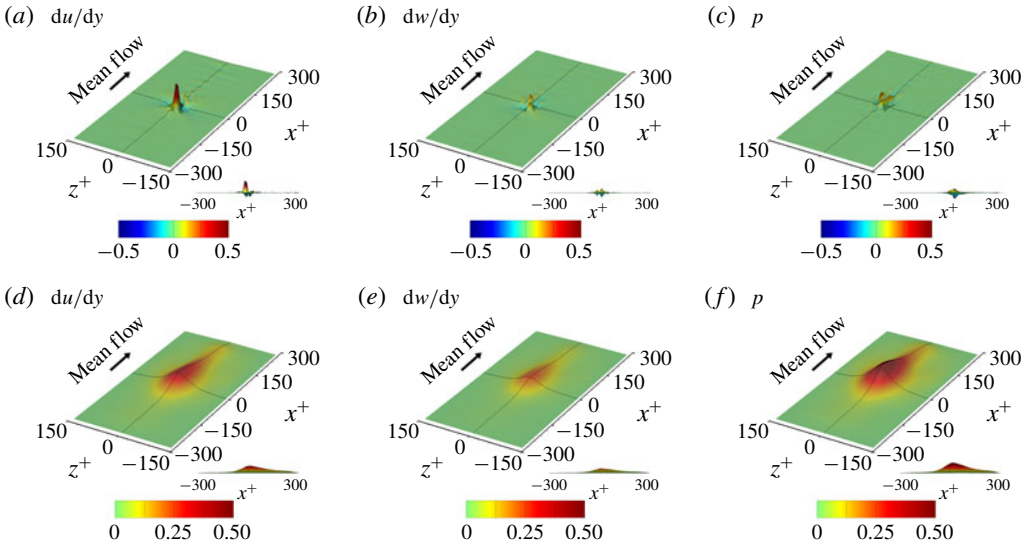 (a) du/dy
Mean flow
300
150
0
x+
-150
-300
150
0
z+
-150
-300 x+ 300
-0.5 0 0.5
(b) dw/dy
Mean flow
300
150
0
x+
-150
-300
150
0
z+
-150
-300 x+ 300
-0.5 0 0.5
(c) p
Mean flow
300
150
0
x+
-150
-300
150
0
z+
-150
-300 x+ 300
-0.5 0 0.5
(d) du/dy
Mean flow
300
150
0
x+
-150
-300
150
0
z+
-150
-300 x+ 300
0 0.25 0.50
(e) dw/dy
Mean flow
300
150
0
x+
-150
-300
150
0
z+
-150
-300 x+ 300
0 0.25 0.50
(f) p
Mean flow
300
150
0
x+
-150
-300
150
0
z+
-150
-300 x+ 300
0 0.25 0.50